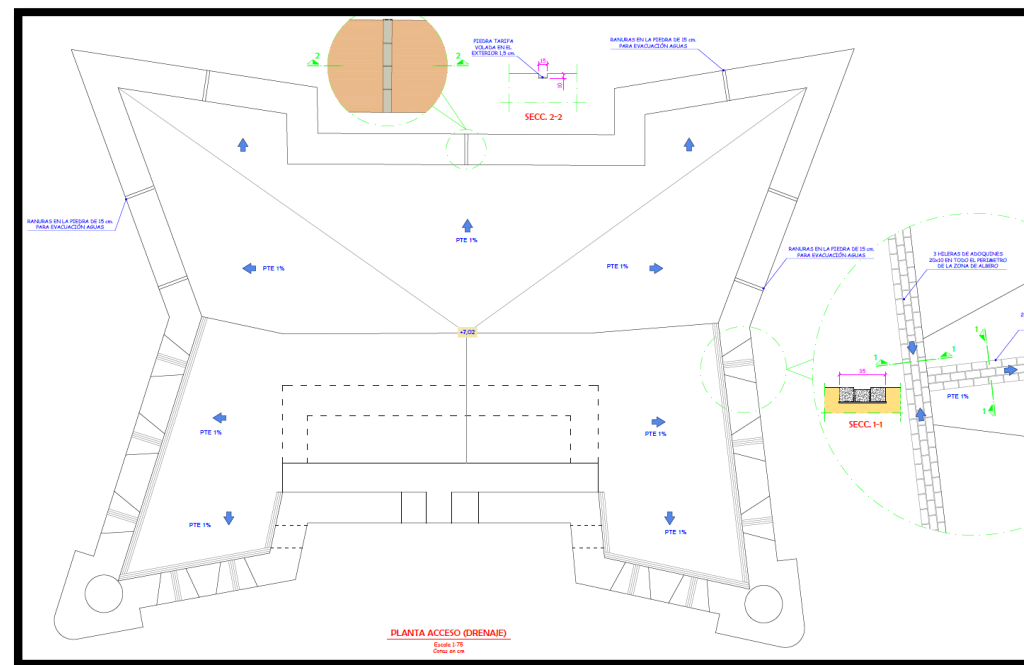 2
2
PIEDRA TARIFA
VOLADA EN EL
EXTERIOR 1,5 cm.
15
10
SECC. 2-2
RANURAS EN LA PIEDRA DE 15 cm.
PARA EVACUACIÓN AGUAS
RANURAS EN LA PIEDRA DE 15 cm.
PARA EVACUACIÓN AGUAS
PTE 1%
PTE 1%
PTE 1%
RANURAS EN LA PIEDRA DE 15 cm.
PARA EVACUACIÓN AGUAS
3 HILERAS DE ADOQUINES
20x10 EN TODO EL PERIMETRO
DE LA ZONA DE ALBERO
2
+7,02
1
1
1
1
35
PTE 1%
SECC. 1-1
PTE 1%
PTE 1%
PTE 1%
PTE 1%
PLANTA ACCESO (DRENAJE)
Escala 1-75
Cotas en cm